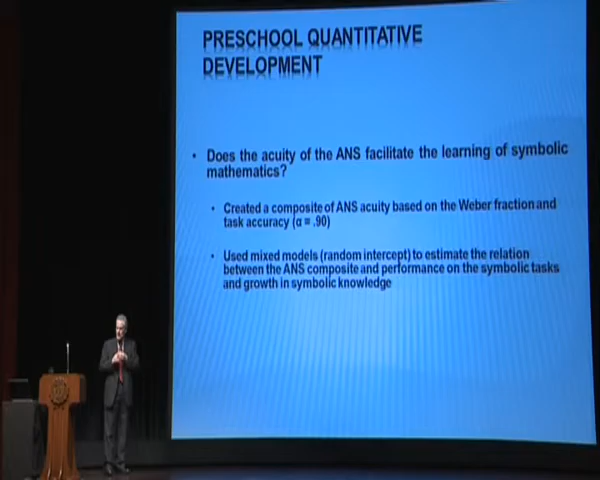 PRESCHOOL QUANTITATIVE
DEVELOPMENT
• Does the acuity of the ANS facilitate the learning of symbolic
mathematics?
• Created a composite of ANS acuity based on the Weber fraction and
task accuracy (α = .90)
• Used mixed models (random intercept) to estimate the relation
between the ANS composite and performance on the symbolic tasks
and growth in symbolic knowledge